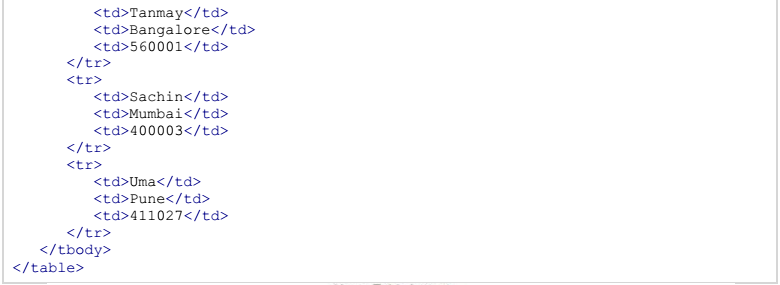 <td>Tanmay</td>
<td>Bangalore</td>
<td>560001</td>
</tr>
<tr>
<td>Sachin</td>
<td>Mumbai</td>
<td>400003</td>
</tr>
<tr>
<td>Uma</td>
<td>Pune</td>
<td>411027</td>
</tr>
</tbody>
</table>